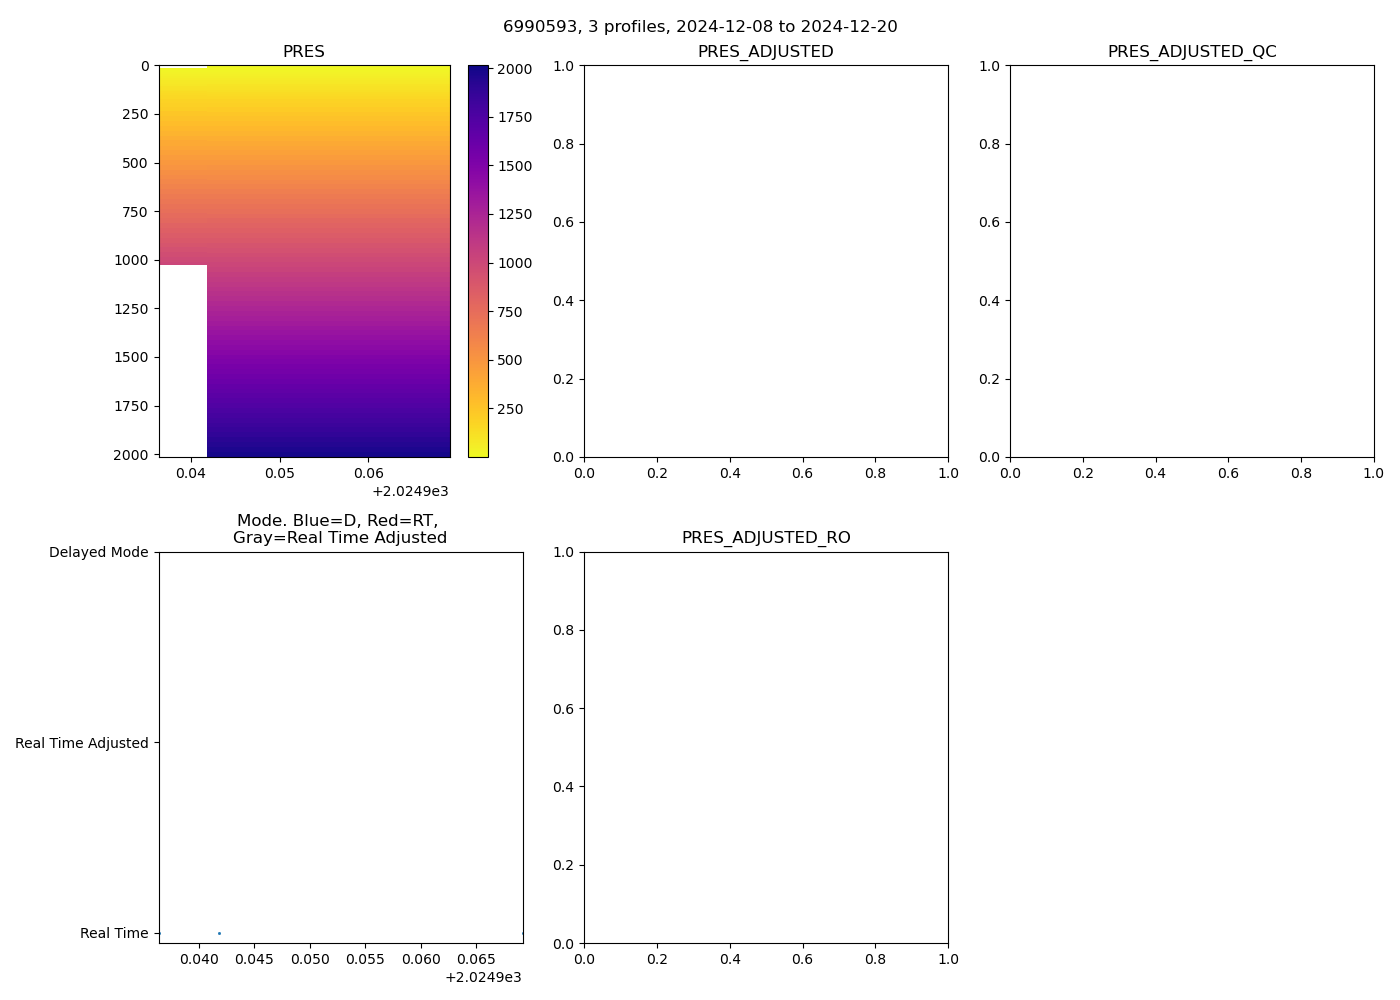 6990593, 3 profiles, 2024-12-08 to 2024-12-20
PRES
0
250
500
750
1000
1250
1500
1750
2000
0.04 0.05 0.06
+2.0249e3
2000
1750
1500
1250
1000
750
500
250
PRES_ADJUSTED
1.0
0.8
0.6
0.4
0.2
0.0
0.0 0.2 0.4 0.6 0.8 1.0
PRES_ADJUSTED_QC
1.0
0.8
0.6
0.4
0.2
0.0
0.0 0.2 0.4 0.6 0.8 1.0
Mode. Blue=D, Red=RT,
Gray=Real Time Adjusted
Delayed Mode
Real Time Adjusted
Real Time
0.040 0.045 0.050 0.055 0.060 0.065
+2.0249e3
PRES_ADJUSTED_RO
1.0
0.8
0.6
0.4
0.2
0.0
0.0 0.2 0.4 0.6 0.8 1.0